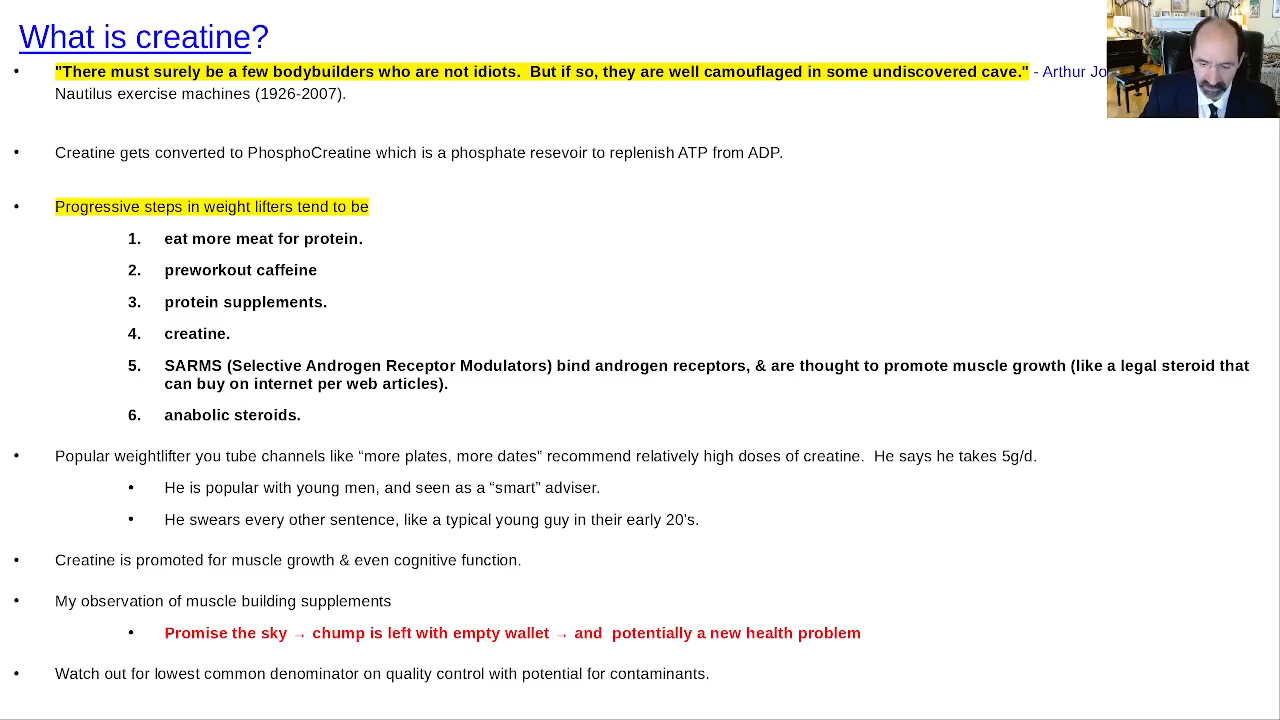 What is creatine?
• "There must surely be a few bodybuilders who are not idiots.  But if so, they are well camouflaged in some undiscovered cave." - Arthur
Nautilus exercise machines (1926-2007).
• Creatine gets converted to PhosphoCreatine which is a phosphate resevoir to replenish ATP from ADP.
• Progressive steps in weight lifters tend to be
1. eat more meat for protein.
2. preworkout caffeine
3. protein supplements.
4. creatine.
5. SARMS (Selective Androgen Receptor Modulators) bind androgen receptors, & are thought to promote muscle growth (like a legal steroid that
can buy on internet per web articles).
6. anabolic steroids.
• Popular weightlifter you tube channels like “more plates, more dates” recommend relatively high doses of creatine.  He says he takes 5g/d.
• He is popular with young men, and seen as a “smart” adviser.
• He swears every other sentence, like a typical young guy in their early 20’s.
• Creatine is promoted for muscle growth & even cognitive function.
• My observation of muscle building supplements
• Promise the sky → chump is left with empty wallet → and  potentially a new health problem
• Watch out for lowest common denominator on quality control with potential for contaminants.